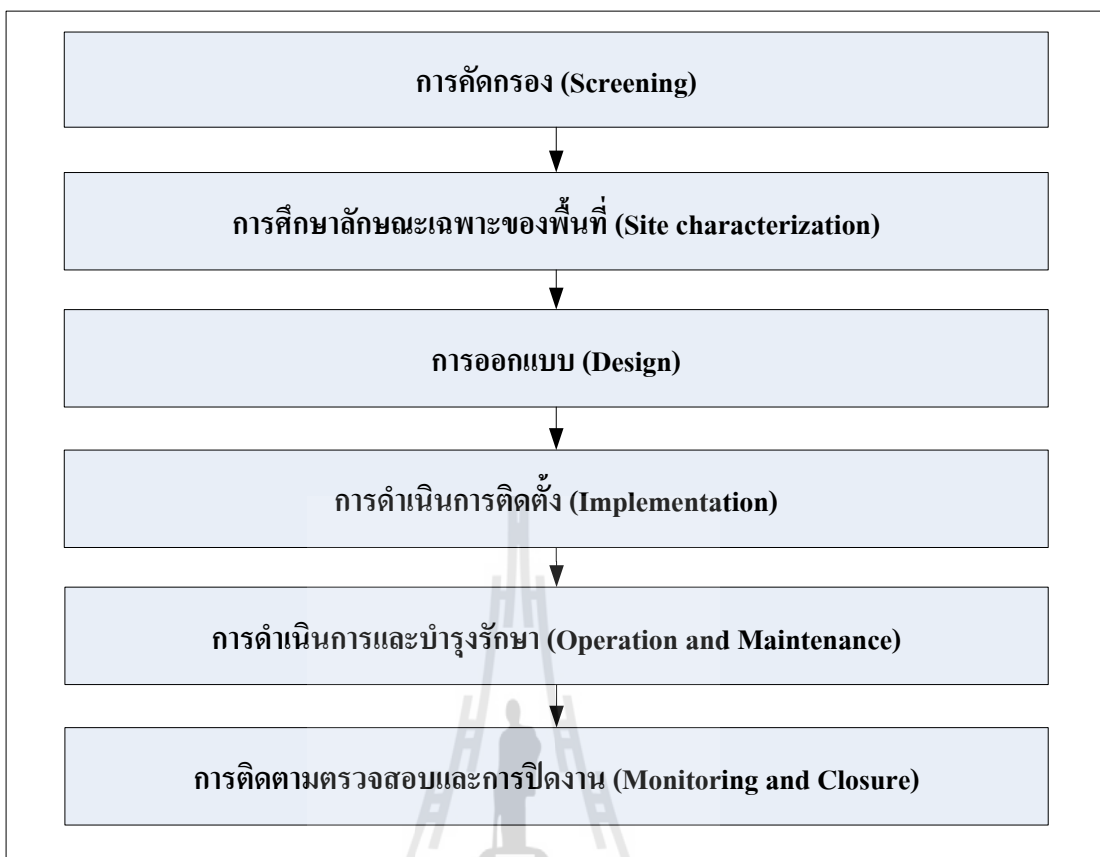 การคัดกรอง (Screening)
การศึกษาลักษณะเฉพาะของพื้นที่ (Site characterization)
การออกแบบ (Design)
การดำเนินการติดตั้ง (Implementation)
การดำเนินการและบำรุงรักษา (Operation and Maintenance)
การติดตามตรวจสอบและการปิดงาน (Monitoring and Closure)